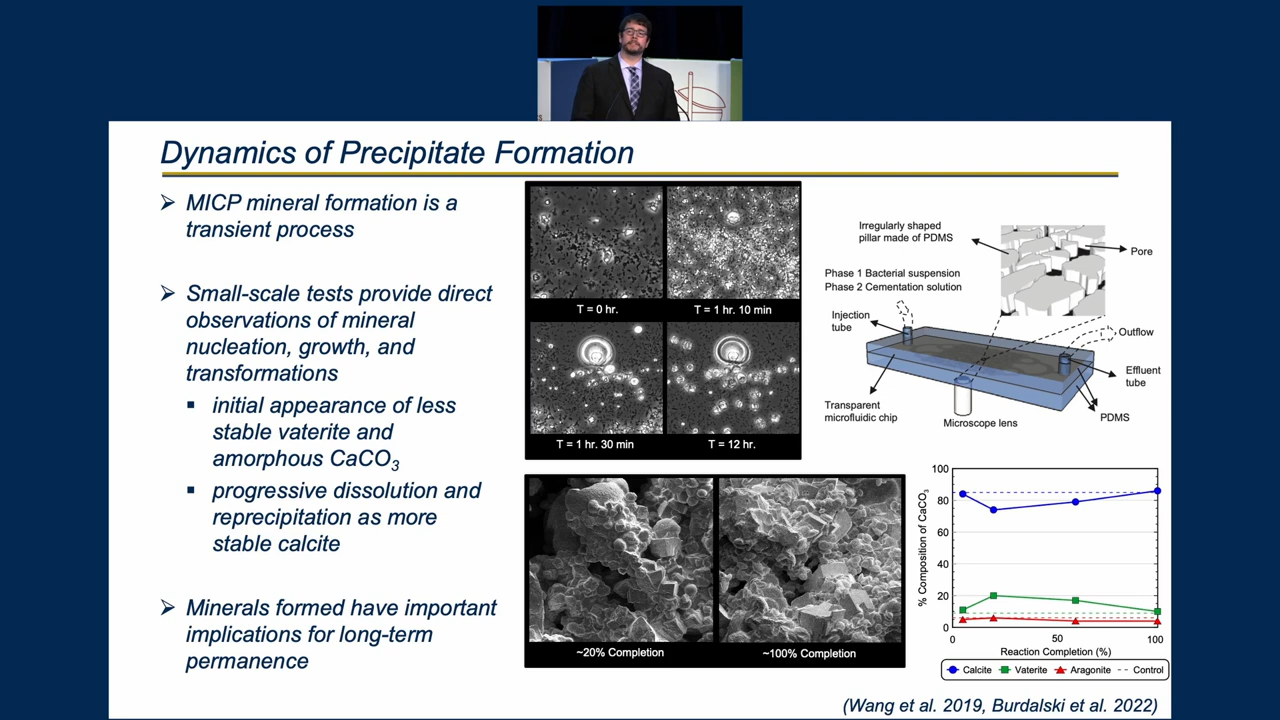 Dynamics of Precipitate Formation
➢ MICP mineral formation is a
transient process
➢ Small-scale tests provide direct
observations of mineral
nucleation, growth, and
transformations
▪ initial appearance of less
stable vaterite and
amorphous CaCO3
▪ progressive dissolution and
reprecipitation as more
stable calcite
➢ Minerals formed have important
implications for long-term
permanence
T = 0 hr.
T = 1 hr. 10 min
T = 1 hr. 30 min
T = 12 hr.
~20% Completion
~100% Completion
Irregularly shaped
pillar made of PDMS
Pore
Phase 1 Bacterial suspension
Phase 2 Cementation solution
Injection
tube
Outflow
Effluent
tube
Transparent
microfluidic chip
Microscope lens
PDMS
% Composition of CaCO3
100
80
60
40
20
0
0
50
100
Reaction Completion (%)
Calcite
Vaterite
Aragonite
Control
(Wang et al. 2019, Burdalski et al. 2022)